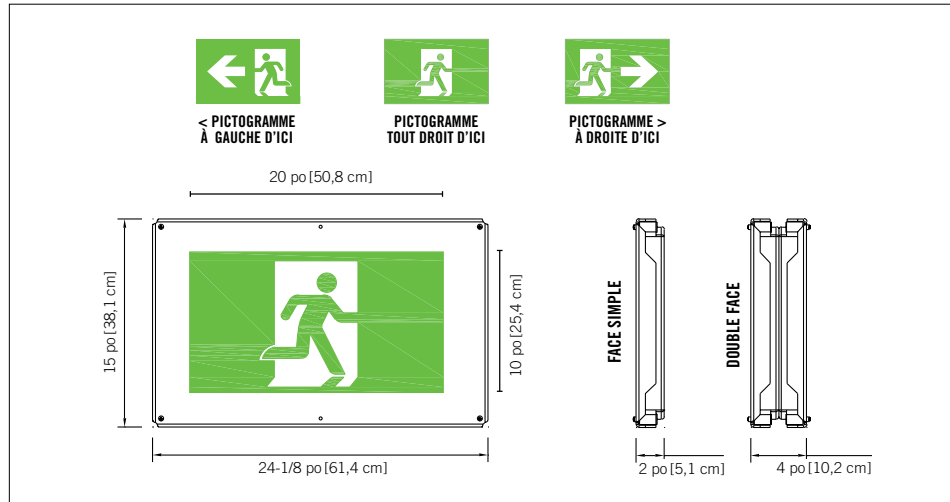 < PICTOGRAMME
À GAUCHE D'ICI
PICTOGRAMME
TOUT DROIT D'ICI
PICTOGRAMME >
À DROITE D'ICI
20 po [50,8 cm]
15 po [38,1 cm]
10 po [25,4 cm]
24-1/8 po [61,4 cm]
FACE SIMPLE
DOUBLE FACE
2 po [5,1 cm]
4 po [10,2 cm]